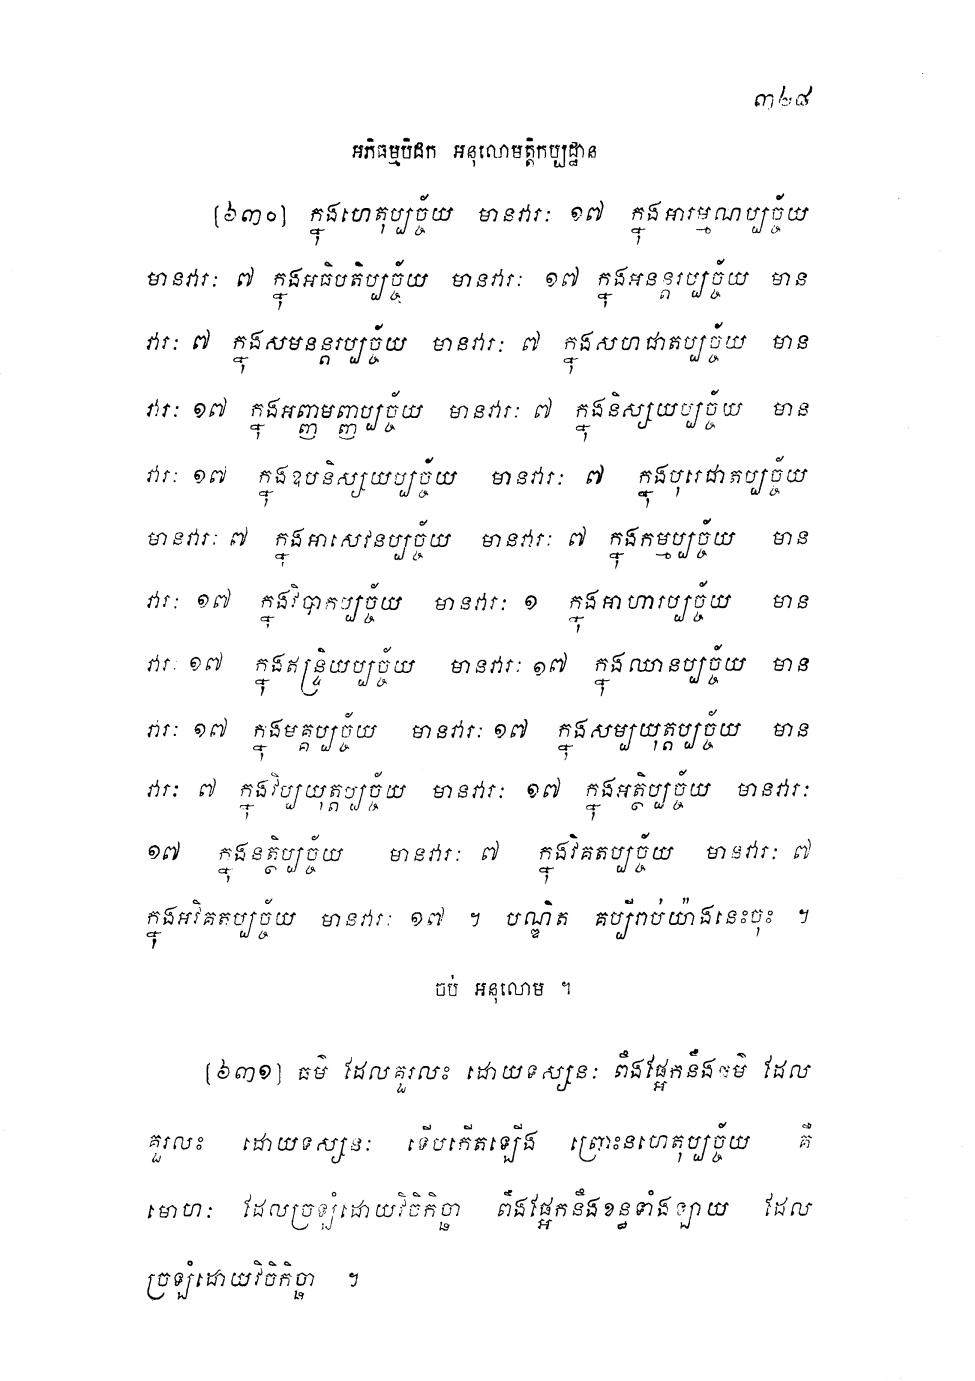 ៣២៨
អភិធម្មបិដក អនុលោមត្តិកប្បដ្ឋាន
[៦៣០] ក្នុងហេតុប្បច្ច័យ មានវារៈ ១៧ ក្នុងអារម្មណប្បច្ច័យ
មានវារៈ ៧ ក្នុងអធិបតិប្បច្ច័យ មានវារៈ ១៧ ក្នុងអនន្តរប្បច្ច័យ មាន
វារៈ ៧ ក្នុងសមនន្តរប្បច្ច័យ មានវារៈ ៧ ក្នុងសហជាតប្បច្ច័យ មាន
វារៈ ១៧ ក្នុងអញ្ញមញ្ញប្បច្ច័យ មានវារៈ ៧ ក្នុងនិស្សយប្បច្ច័យ មាន
វារៈ ១៧ ក្នុងឧបនិស្សយប្បច្ច័យ មានវារៈ ៧ ក្នុងបុរេជាតប្បច្ច័យ
មានវារៈ ៧ ក្នុងអាសេវនប្បច្ច័យ មានវារៈ ៧ ក្នុងកម្មប្បច្ច័យ មាន
វារៈ ១៧ ក្នុងវិបាកប្បច្ច័យ មានវារៈ ១ ក្នុងអាហារប្បច្ច័យ មាន
វារៈ ១៧ ក្នុងឥន្ទ្រិយប្បច្ច័យ មានវារៈ ១៧ ក្នុងឈានប្បច្ច័យ មាន
វារៈ ១៧ ក្នុងមគ្គប្បច្ច័យ មានវារៈ ១៧ ក្នុងសម្បយុត្តប្បច្ច័យ មាន
វារៈ ៧ ក្នុងវិប្បយុត្តប្បច្ច័យ មានវារៈ ១៧ ក្នុងអត្ថិប្បច្ច័យ មានវារៈ
១៧ ក្នុងនត្ថិប្បច្ច័យ មានវារៈ ៧ ក្នុងវិគតប្បច្ច័យ មានវារៈ ៧
ក្នុងអវិគតប្បច្ច័យ មានវារៈ ១៧ ។ បណ្ឌិត គប្បីរាប់យ៉ាងនេះចុះ ។
ចប់ អនុលោម ។
[៦៣១] ធម៌ ដែលគួរលះ ដោយទស្សនៈ ពឹងផ្អែកនឹងធម៌ ដែល
គួរលះ ដោយទស្សនៈ ទើបកើតឡើង ព្រោះនហេតុប្បច្ច័យ គឺ
មោហៈ ដែលច្រឡំដោយវិចិកិច្ឆា ពឹងផ្អែកនឹងខន្ធទាំងឡាយ ដែល
ច្រឡំដោយវិចិកិច្ឆា ។